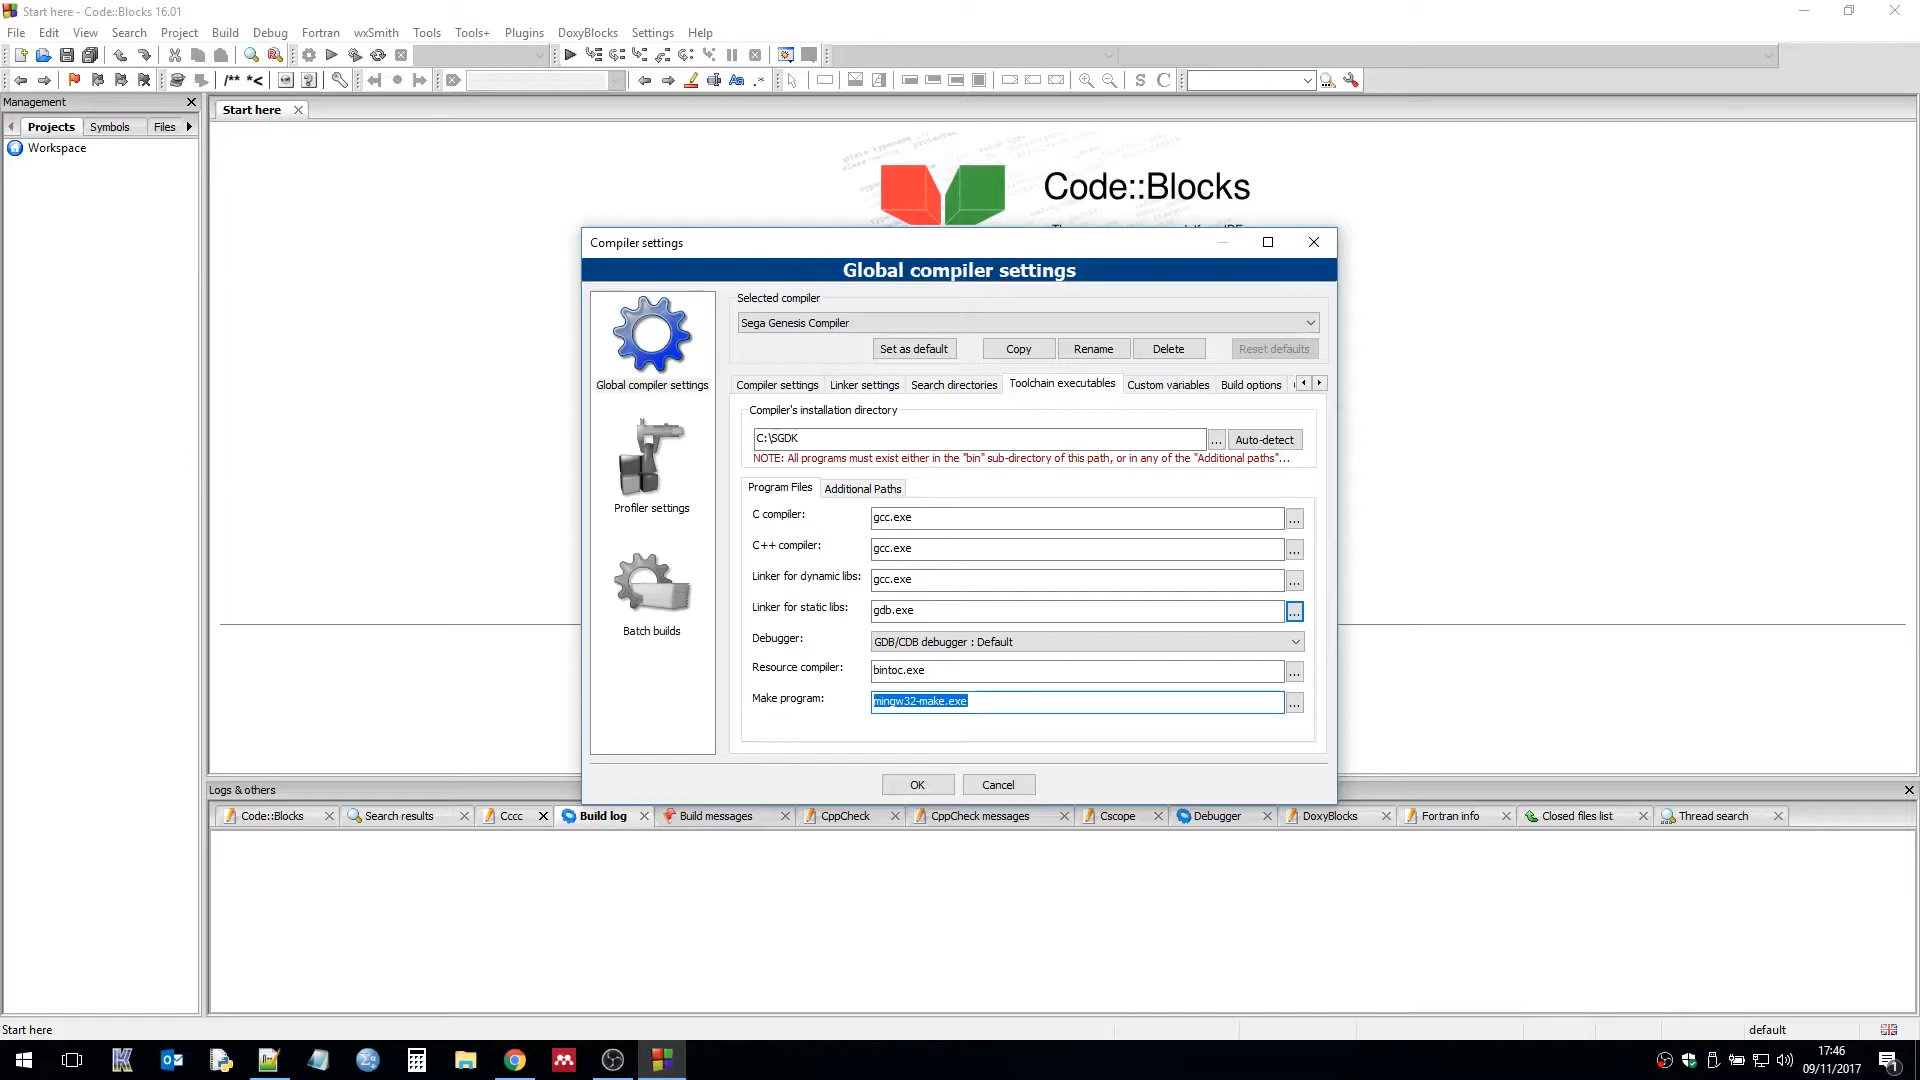 Start here - Code::Blocks 16.01
File Edit View Search Project Build Debug Fortran wxSmith Tools Tools+ Plugins DoxyBlocks Settings Help
/** *<
Aa .*
S C
Management
Start here
Projects Symbols Files
Workspace
Code::Blocks
Compiler settings
Global compiler settings
Global compiler settings
Profiler settings
Batch builds
Selected compiler
Sega Genesis Compiler
Set as default Copy Rename Delete Reset defaults
Compiler settings Linker settings Search directories Toolchain executables Custom variables Build options
Compiler's installation directory
C:\SGDK ... Auto-detect
NOTE: All programs must exist either in the "bin" sub-directory of this path, or in any of the "Additional paths"...
Program Files Additional Paths
C compiler: gcc.exe ...
C++ compiler: gcc.exe ...
Linker for dynamic libs: gcc.exe ...
Linker for static libs: gdb.exe ...
Debugger: GDB/CDB debugger : Default
Resource compiler: bintoc.exe ...
Make program: mingw32-make.exe ...
OK Cancel
Logs & others
Code::Blocks Search results Cccc Build log Build messages CppCheck CppCheck messages Cscope Debugger DoxyBlocks Fortran info Closed files list Thread search
Start here default
17:46
09/11/2017
1